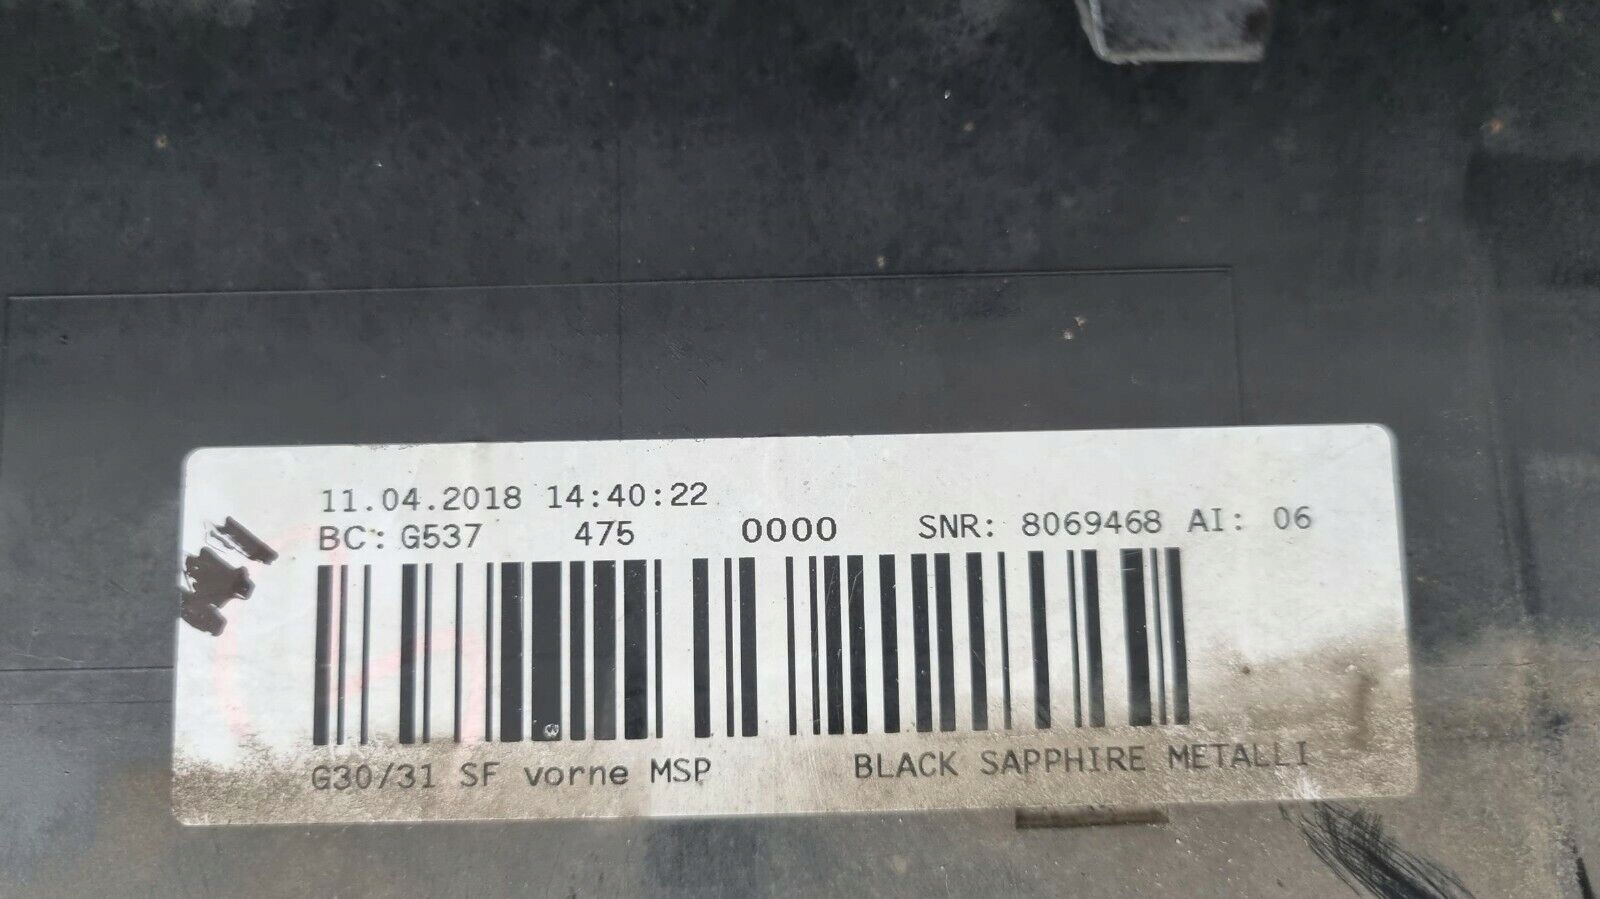 11.04.2018 14:40:22
BC: G537 475 0000 SNR: 8069468 AI: 06
G30/31 SF vorne MSP BLACK SAPPHIRE METALLI